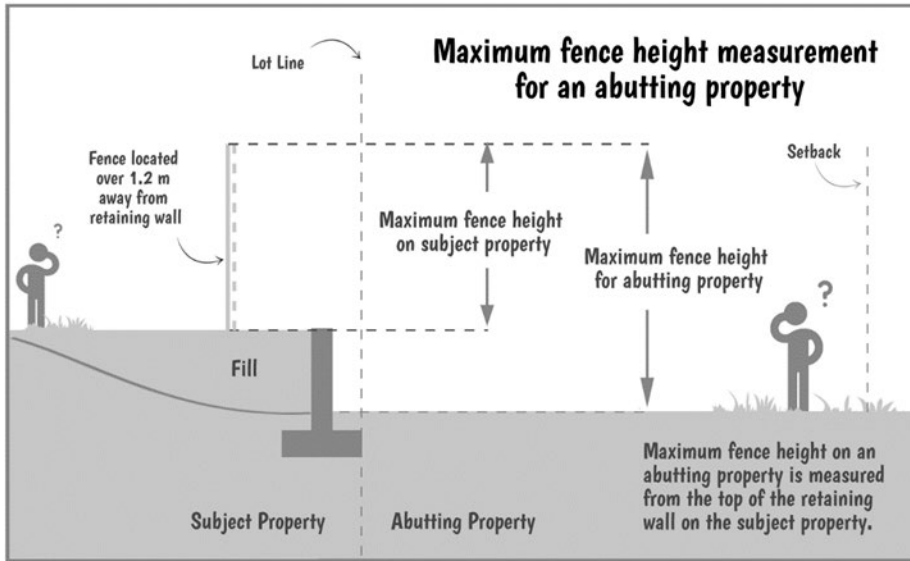 Maximum fence height measurement
for an abutting property
Lot Line
Setback
Fence located
over 1.2 m
away from
retaining wall
?
Maximum fence height
on subject property
Maximum fence height
for abutting property
?
Fill
Maximum fence height on an
abutting property is measured
from the top of the retaining
wall on the subject property.
Subject Property
Abutting Property